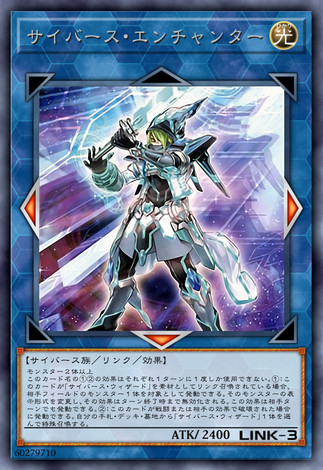 サイバース・エンチャンター
光
【サイバース族／リンク／効果】
モンスター２体以上
このカード名の①②の効果はそれぞれ１ターンに１度しか使用できない。①：こ
のカードが「サイバース・ウィザード」を素材としてリンク召喚されている場合、
相手フィールドのモンスター１体を対象として発動できる。そのモンスターの表
示形式を変更し、その効果はターン終了時まで無効化される。この効果は相手タ
ーンでも発動できる。②：このカードが戦闘または相手の効果で破壊された場合
に発動できる。自分の手札・デッキ・墓地から「サイバース・ウィザード」１体を選
んで特殊召喚する。
ATK/ 2400 LINK-3
60279710